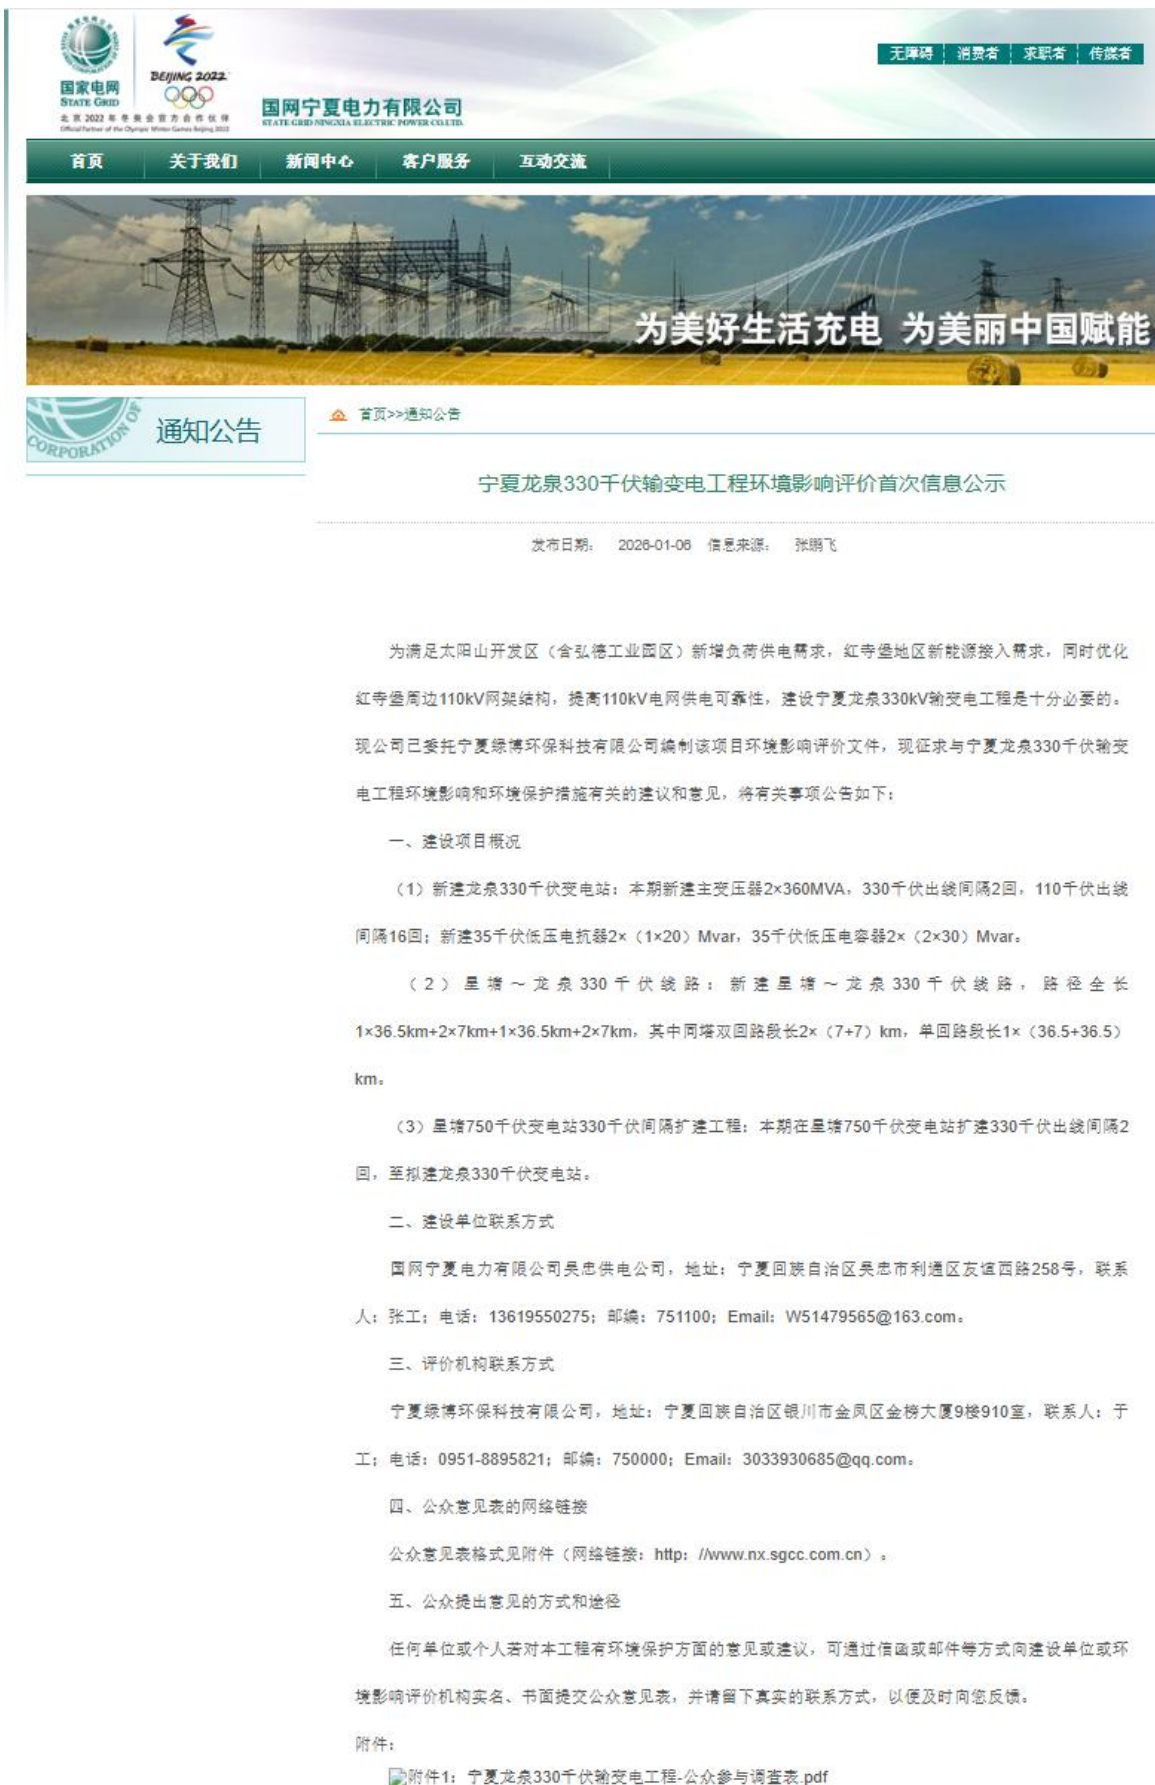 国家电网
STATE GRID
北京2022年冬奥会官方合作伙伴
Official Partner of the Olympic Winter Games Beijing 2022
BEIJING 2022
国网宁夏电力有限公司
STATE GRID NINGXIA ELECTRIC POWER CO.LTD.
无障碍 消费者 求职者 传媒者
首页 关于我们 新闻中心 客户服务 互动交流
为美好生活充电 为美丽中国赋能
CORPORATION OF
通知公告
首页>>通知公告
宁夏龙泉330千伏输变电工程环境影响评价首次信息公示
发布日期: 2026-01-06 信息来源: 张鹏飞
为满足太阳山开发区（含弘德工业园区）新增负荷供电需求，红寺堡地区新能源接入需求，同时优化
红寺堡周边110kV网架结构，提高110kV电网供电可靠性，建设宁夏龙泉330kV输变电工程是十分必要的。
现公司已委托宁夏绿博环保科技有限公司编制该项目环境影响评价文件，现征求与宁夏龙泉330千伏输变
电工程环境影响和环境保护措施有关的建议和意见，将有关事项公告如下：
一、建设项目概况
（1）新建龙泉330千伏变电站：本期新建主变压器2×360MVA，330千伏出线间隔2回，110千伏出线
间隔16回；新建35千伏低压电抗器2×（1×20）Mvar，35千伏低压电容器2×（2×30）Mvar。
（2）星塘～龙泉330千伏线路：新建星塘～龙泉330千伏线路，路径全长
1×36.5km+2×7km+1×36.5km+2×7km，其中同塔双回路段长2×（7+7）km，单回路段长1×（36.5+36.5）
km。
（3）星塘750千伏变电站330千伏间隔扩建工程：本期在星塘750千伏变电站扩建330千伏出线间隔2
回，至拟建龙泉330千伏变电站。
二、建设单位联系方式
国网宁夏电力有限公司吴忠供电公司，地址：宁夏回族自治区吴忠市利通区友谊西路258号，联系
人：张工；电话：13619550275；邮编：751100；Email：W51479565@163.com。
三、评价机构联系方式
宁夏绿博环保科技有限公司，地址：宁夏回族自治区银川市金凤区金榜大厦9楼910室，联系人：于
工；电话：0951-8895821；邮编：750000；Email：3033930685@qq.com。
四、公众意见表的网络链接
公众意见表格式见附件（网络链接：http：//www.nx.sgcc.com.cn）。
五、公众提出意见的方式和途径
任何单位或个人若对本工程有环境保护方面的意见或建议，可通过信函或邮件等方式向建设单位或环
境影响评价机构实名、书面提交公众意见表，并请留下真实的联系方式，以便及时向您反馈。
附件：
附件1：宁夏龙泉330千伏输变电工程-公众参与调查表.pdf